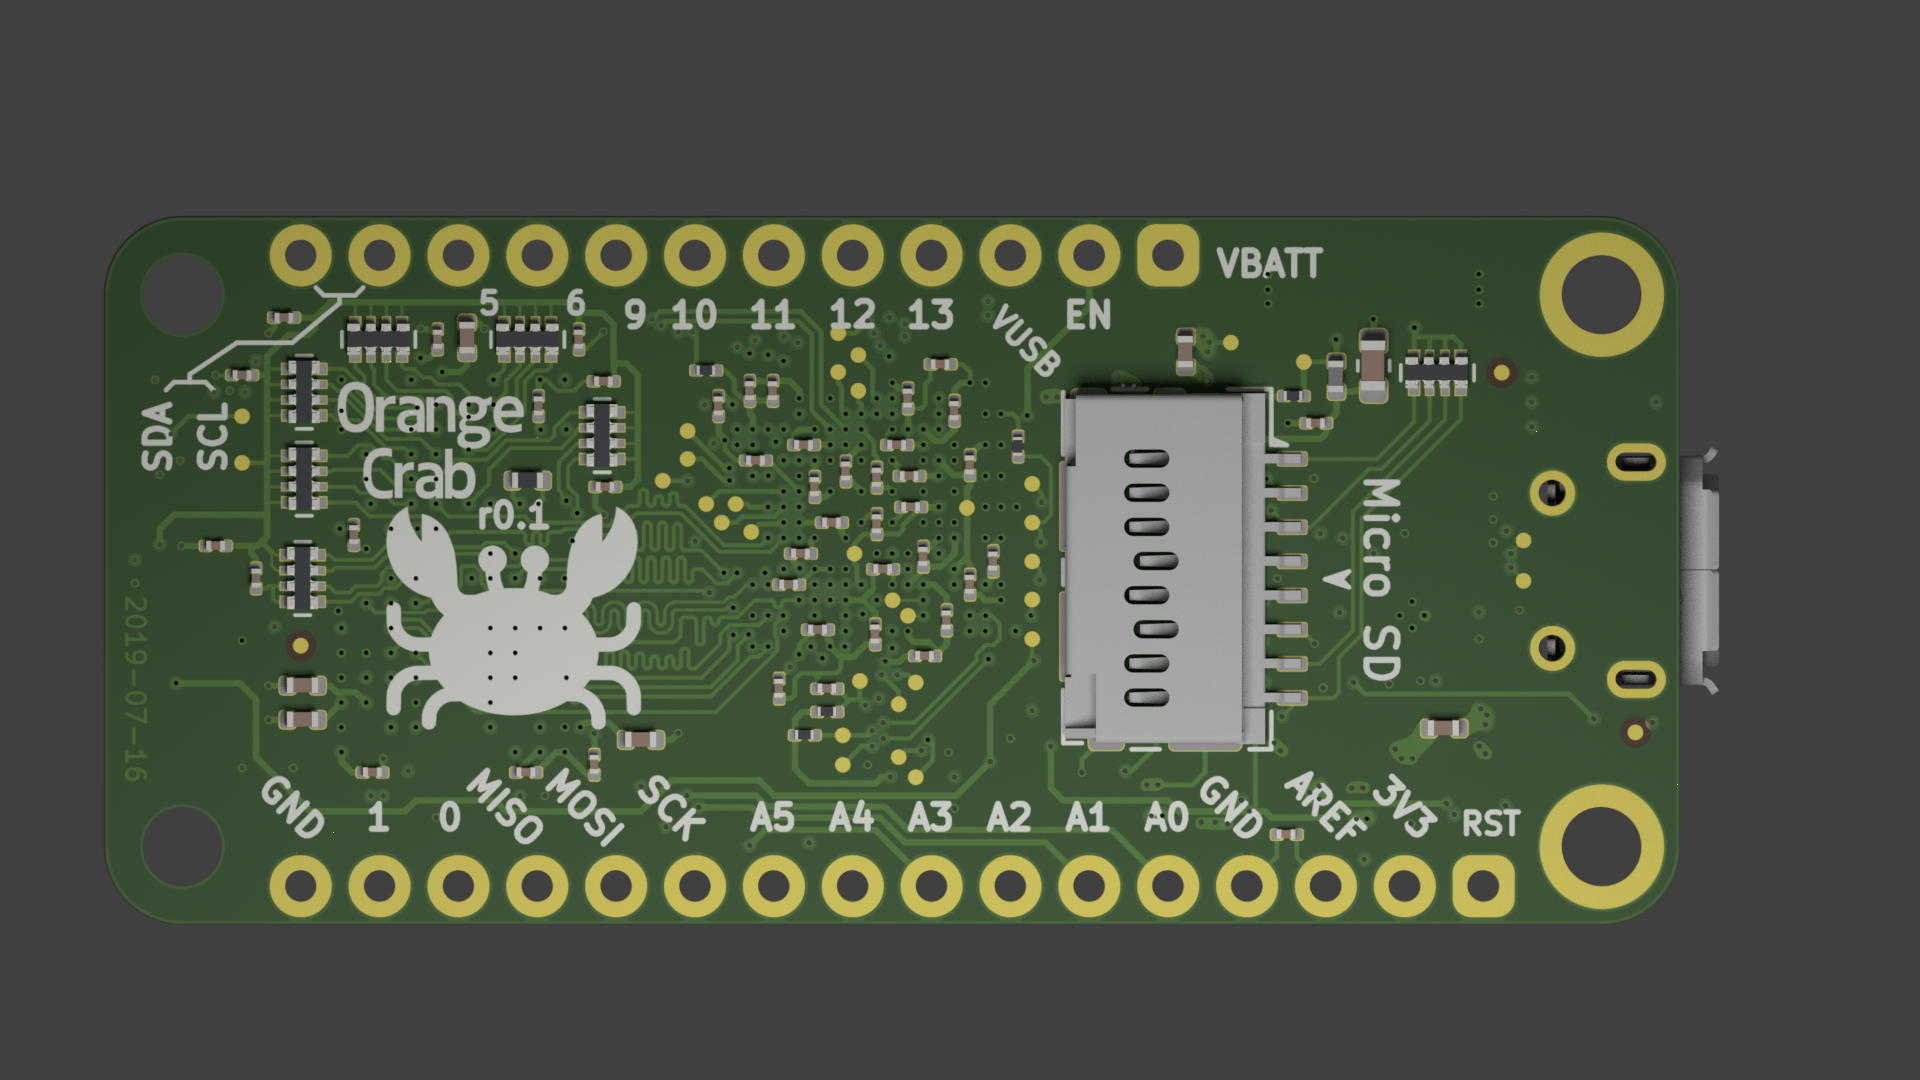 VBATT
5 6 9 10 11 12 13 VUSB EN
SDA SCL
Orange
Crab
r0.1
Micro SD
2019-07-16
GND 1 0 MISO MOSI SCK A5 A4 A3 A2 A1 A0 GND AREF 3V3 RST